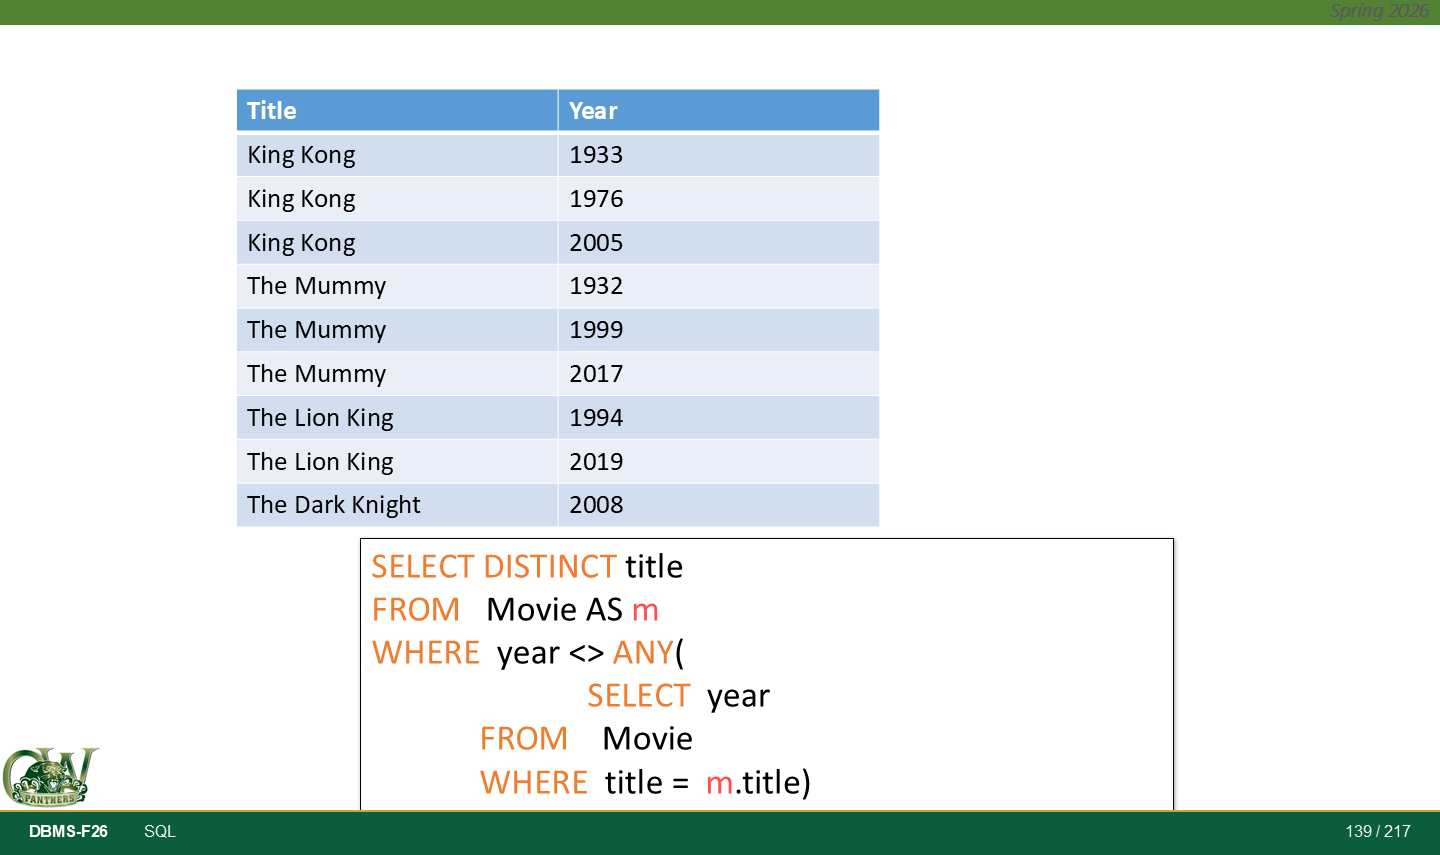 Spring 2026
Title Year
King Kong 1933
King Kong 1976
King Kong 2005
The Mummy 1932
The Mummy 1999
The Mummy 2017
The Lion King 1994
The Lion King 2019
The Dark Knight 2008
SELECT DISTINCT title
FROM Movie AS m
WHERE year <> ANY(
SELECT year
FROM Movie
WHERE title = m.title)
CW
PANTHERS
DBMS-F26 SQL 139 / 217